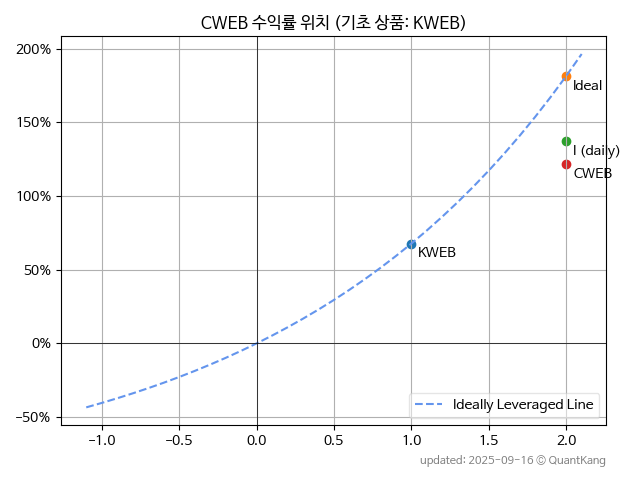 CWEB 수익률 위치 (기초 상품: KWEB)
200%
150%
100%
50%
0%
−50%
Ideal
I (daily)
CWEB
KWEB
Ideally Leveraged Line
−1.0 −0.5 0.0 0.5 1.0 1.5 2.0
updated: 2025-09-16 © QuantKang